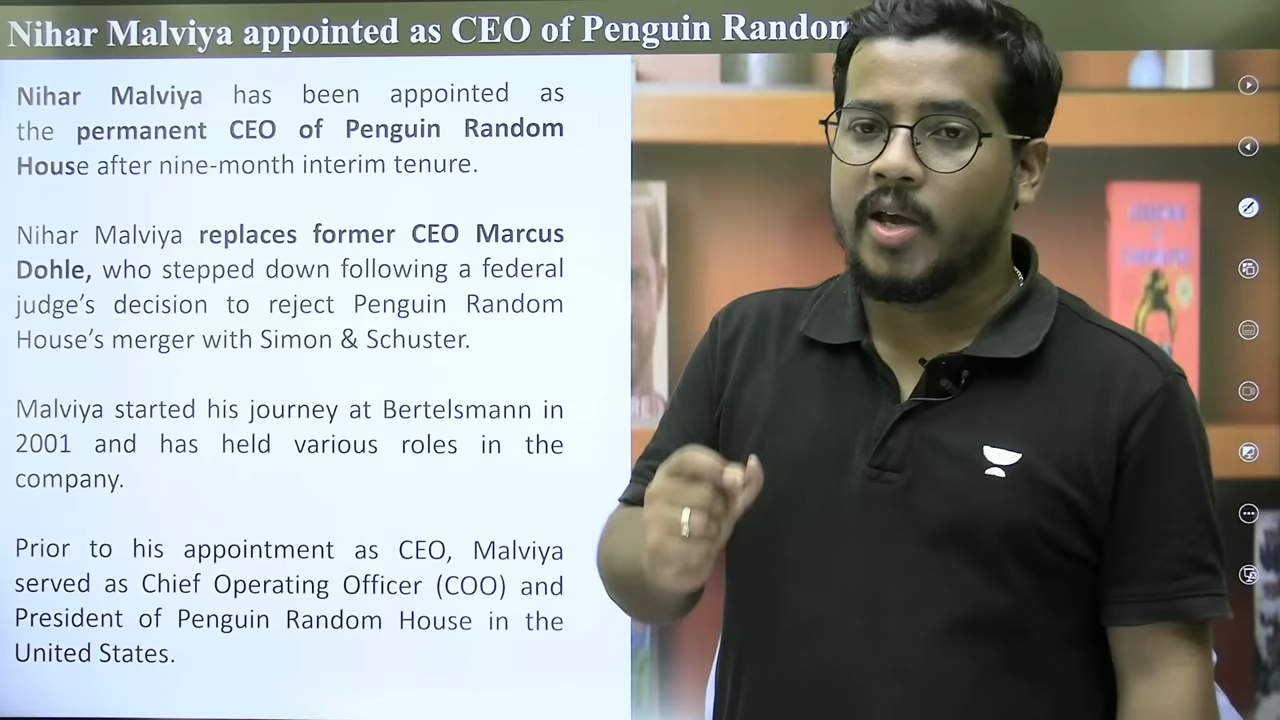 Nihar Malviya appointed as CEO of Penguin Random
Nihar Malviya has been appointed as
the permanent CEO of Penguin Random
House after nine-month interim tenure.
Nihar Malviya replaces former CEO Marcus
Dohle, who stepped down following a federal
judge's decision to reject Penguin Random
House's merger with Simon & Schuster.
Malviya started his journey at Bertelsmann in
2001 and has held various roles in the
company.
Prior to his appointment as CEO, Malviya
served as Chief Operating Officer (COO) and
President of Penguin Random House in the
United States.